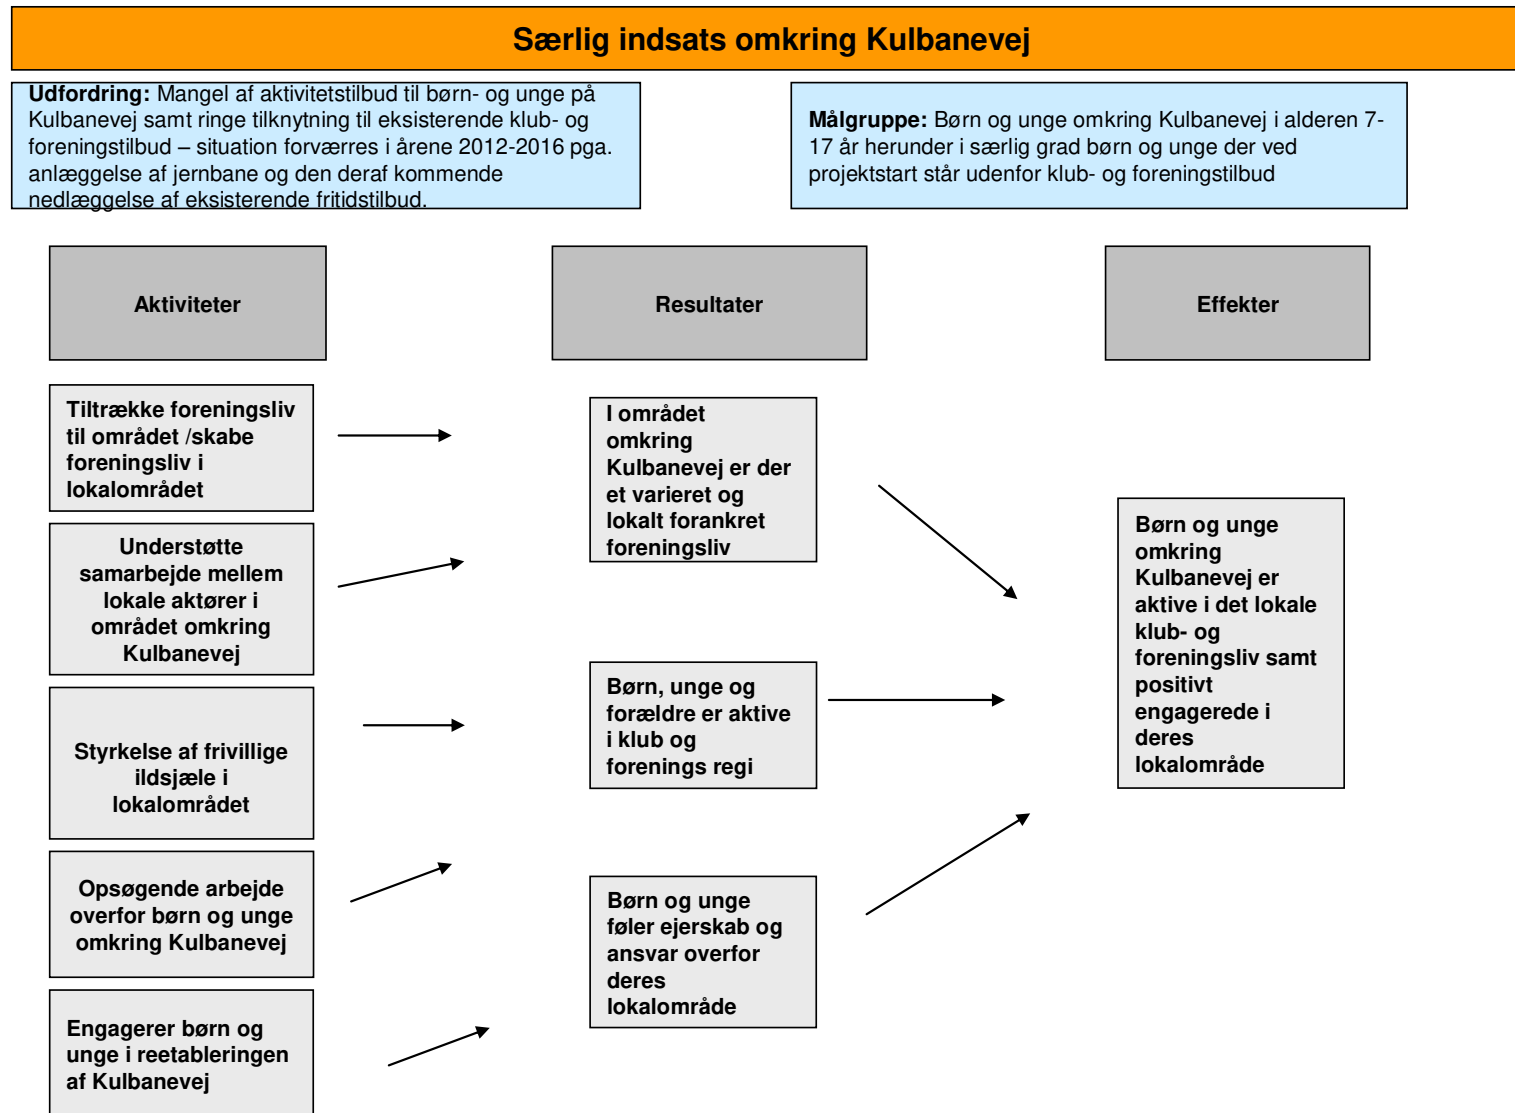 Særlig indsats omkring Kulbanevej
Udfordring: Mangel af aktivitetstilbud til børn- og unge på
Kulbanevej samt ringe tilknytning til eksisterende klub- og
foreningstilbud – situation forværres i årene 2012-2016 pga.
anlæggelse af jernbane og den deraf kommende
nedlæggelse af eksisterende fritidstilbud.
Målgruppe: Børn og unge omkring Kulbanevej i alderen 7-
17 år herunder i særlig grad børn og unge der ved
projektstart står udenfor klub- og foreningstilbud
Aktiviteter
Resultater
Effekter
Tiltrække foreningsliv
til området /skabe
foreningsliv i
lokalområdet
Understøtte
samarbejde mellem
lokale aktører i
området omkring
Kulbanevej
Styrkelse af frivillige
ildsjæle i
lokalområdet
Opsøgende arbejde
overfor børn og unge
omkring Kulbanevej
Engagerer børn og
unge i reetableringen
af Kulbanevej
I området
omkring
Kulbanevej er der
et varieret og
lokalt forankret
foreningsliv
Børn, unge og
forældre er aktive
i klub og
forenings regi
Børn og unge
føler ejerskab og
ansvar overfor
deres
lokalområde
Børn og unge
omkring
Kulbanevej er
aktive i det lokale
klub- og
foreningsliv samt
positivt
engagerede i
deres
lokalområde